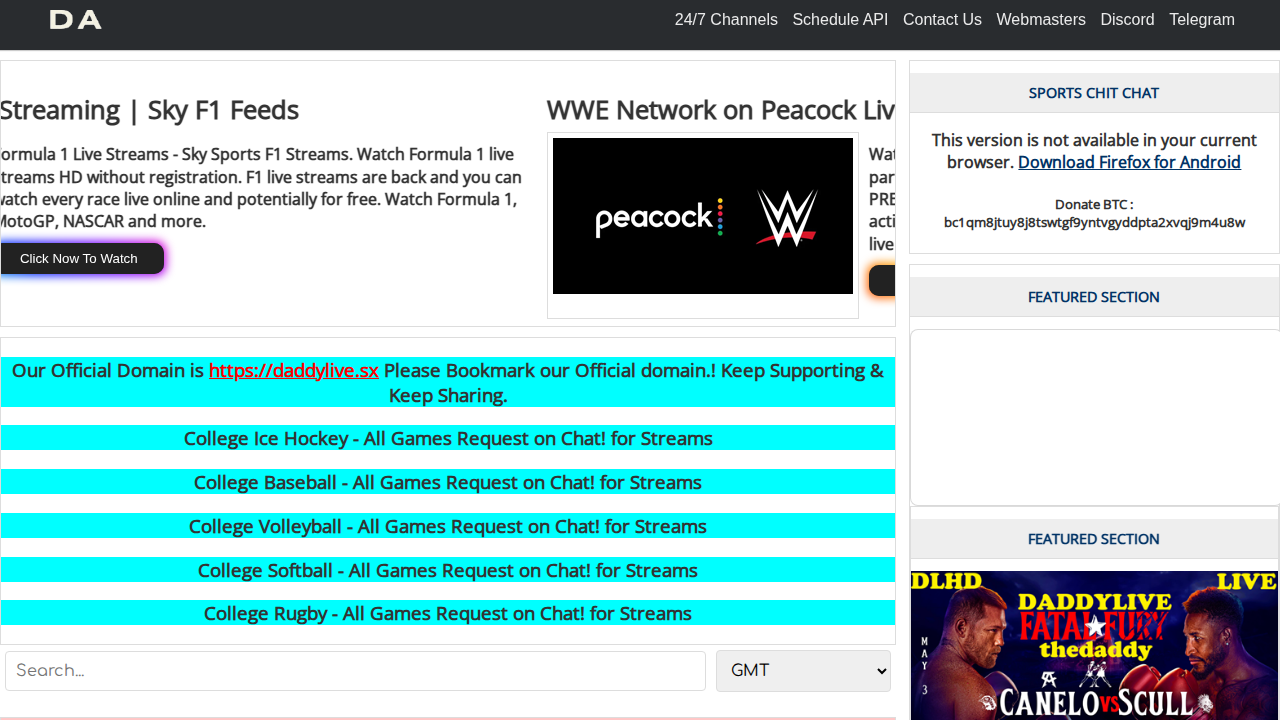 DA
24/7 Channels Schedule API Contact Us Webmasters Discord Telegram
Streaming | Sky F1 Feeds
ormula 1 Live Streams - Sky Sports F1 Streams. Watch Formula 1 live
treams HD without registration. F1 live streams are back and you can
watch every race live online and potentially for free. Watch Formula 1,
MotoGP, NASCAR and more.
Click Now To Watch
WWE Network on Peacock Liv
peacock
Wat
par
PRE
acti
live
Our Official Domain is https://daddylive.sx Please Bookmark our Official domain.! Keep Supporting &
Keep Sharing.
College Ice Hockey - All Games Request on Chat! for Streams
College Baseball - All Games Request on Chat! for Streams
College Volleyball - All Games Request on Chat! for Streams
College Softball - All Games Request on Chat! for Streams
College Rugby - All Games Request on Chat! for Streams
Search...
GMT
SPORTS CHIT CHAT
This version is not available in your current
browser. Download Firefox for Android
Donate BTC :
bc1qm8jtuy8j8tswtgf9yntvgyddpta2xvqj9m4u8w
FEATURED SECTION
FEATURED SECTION
DLHD LIVE
DADDYLIVE
FATAL FURY
thedaddy
MAY 3
CANELO VS SCULL